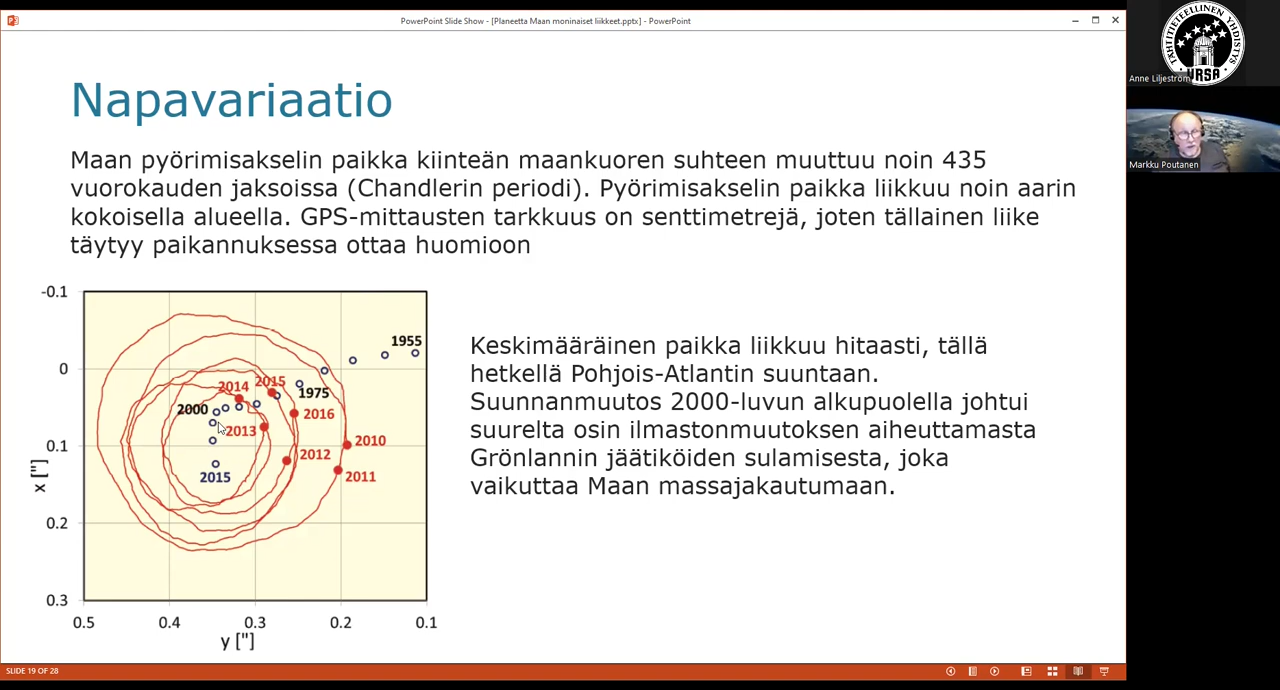 PowerPoint Slide Show - [Planeetta Maan moninaiset liikkeet.pptx] - PowerPoint
TÄHTITIETEELLINEN YHDISTYS
URSA
Anne Liljeström
Markku Poutanen
Napavariaatio
Maan pyörimisakselin paikka kiinteän maankuoren suhteen muuttuu noin 435
vuorokauden jaksoissa (Chandlerin periodi). Pyörimisakselin paikka liikkuu noin aarin
kokoisella alueella. GPS-mittausten tarkkuus on senttimetrejä, joten tällainen liike
täytyy paikannuksessa ottaa huomioon
-0.1
0
0.1
0.2
0.3
x ["]
0.5 0.4 0.3 0.2 0.1
y ["]
1955
1975
2000
2015
2014
2015
2016
2013
2012
2010
2011
Keskimääräinen paikka liikkuu hitaasti, tällä
hetkellä Pohjois-Atlantin suuntaan.
Suunnanmuutos 2000-luvun alkupuolella johtui
suurelta osin ilmastonmuutoksen aiheuttamasta
Grönlannin jäätiköiden sulamisesta, joka
vaikuttaa Maan massajakautumaan.
SLIDE 19 OF 28